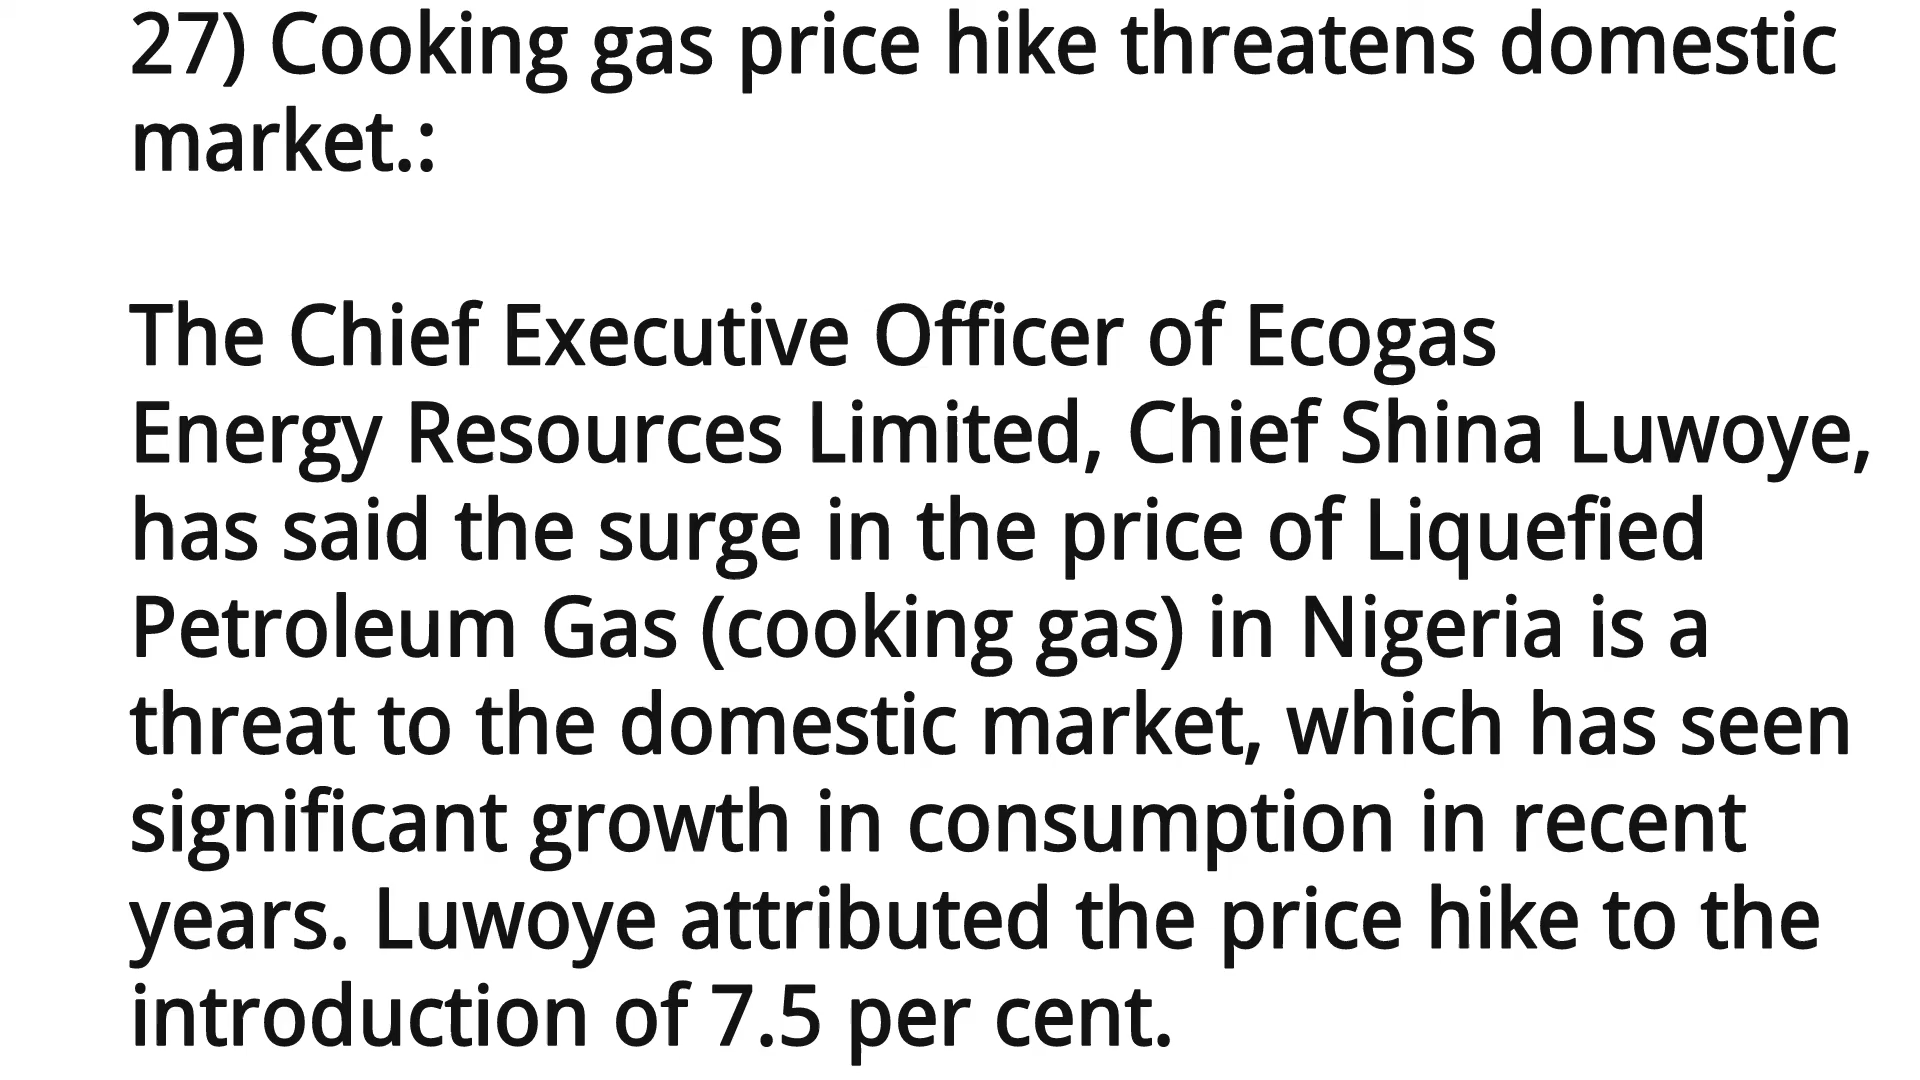 27) Cooking gas price hike threatens domestic
market.:
The Chief Executive Officer of Ecogas
Energy Resources Limited, Chief Shina Luwoye,
has said the surge in the price of Liquefied
Petroleum Gas (cooking gas) in Nigeria is a
threat to the domestic market, which has seen
significant growth in consumption in recent
years. Luwoye attributed the price hike to the
introduction of 7.5 per cent.